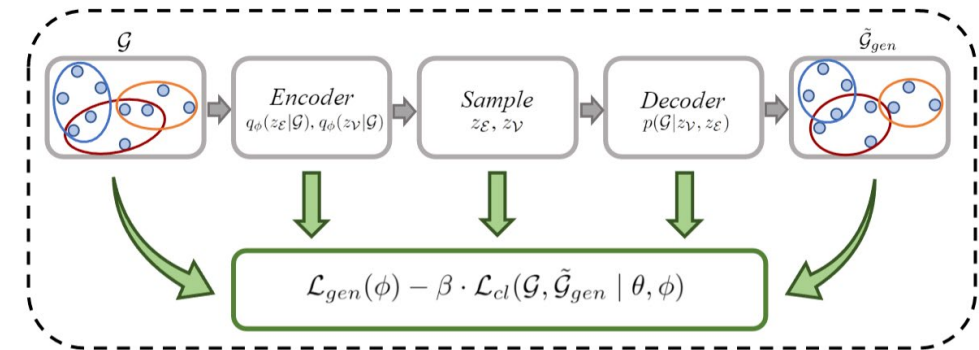 𝒢
𝒢̃_gen
Encoder
q_ϕ(z_ℰ|𝒢), q_ϕ(z_𝒱|𝒢)
Sample
z_ℰ, z_𝒱
Decoder
p(𝒢|z_𝒱, z_ℰ)
ℒ_gen(ϕ) − β · ℒ_cl(𝒢, 𝒢̃_gen | θ, ϕ)